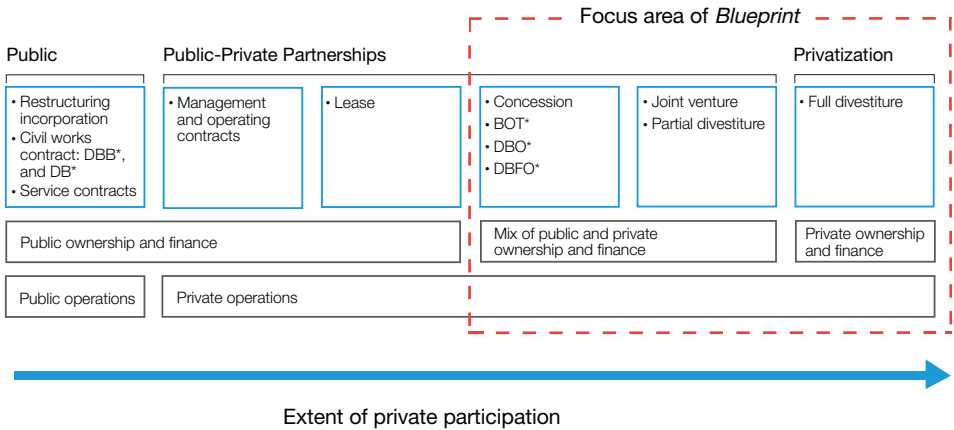 Focus area of Blueprint
Public
Public-Private Partnerships
Privatization
• Restructuring
incorporation
• Civil works
contract: DBB*,
and DB*
• Service contracts
• Management
and operating
contracts
• Lease
• Concession
• BOT*
• DBO*
• DBFO*
• Joint venture
• Partial divestiture
• Full divestiture
Public ownership and finance
Mix of public and private
ownership and finance
Private ownership
and finance
Public operations
Private operations
Extent of private participation